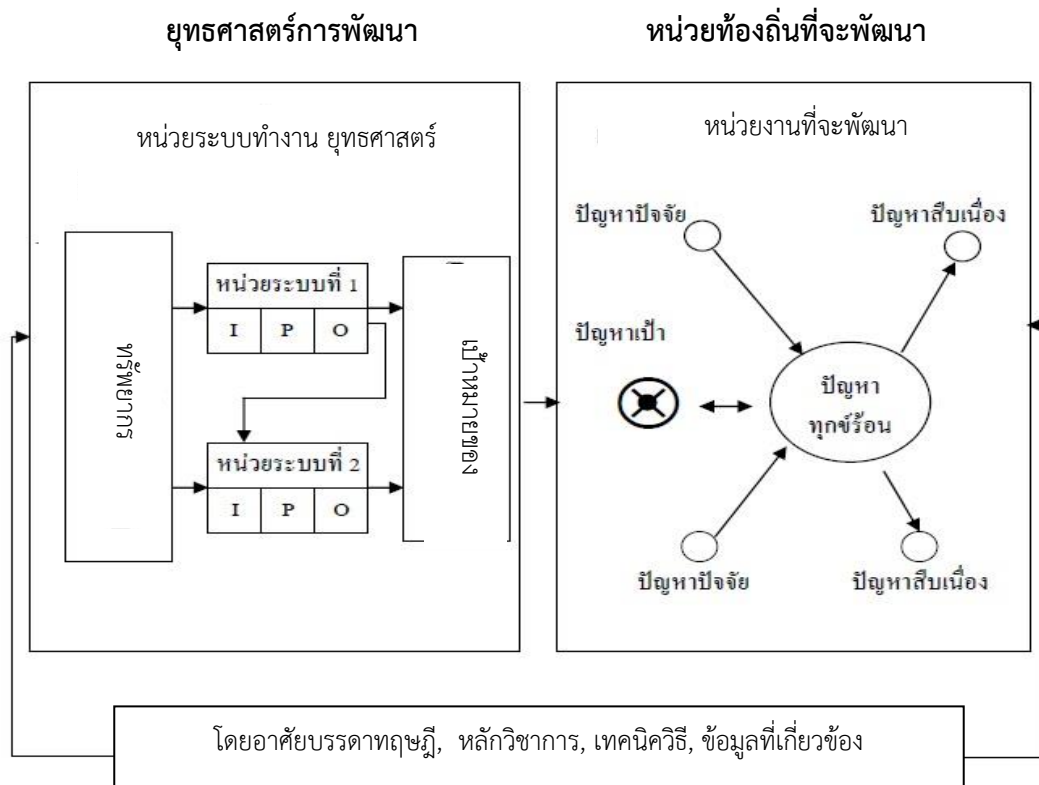 ยุทธศาสตร์การพัฒนา
หน่วยท้องถิ่นที่จะพัฒนา
หน่วยระบบทำงาน ยุทธศาสตร์
ทรัพยากร
หน่วยระบบที่ 1
I P O
หน่วยระบบที่ 2
I P O
เป้าหมายของ
หน่วยงานที่จะพัฒนา
ปัญหาปัจจัย
ปัญหาสืบเนื่อง
ปัญหาเป้า
ปัญหา
ทุกข์ร้อน
ปัญหาปัจจัย
ปัญหาสืบเนื่อง
โดยอาศัยบรรดาทฤษฎี, หลักวิชาการ, เทคนิควิธี, ข้อมูลที่เกี่ยวข้อง